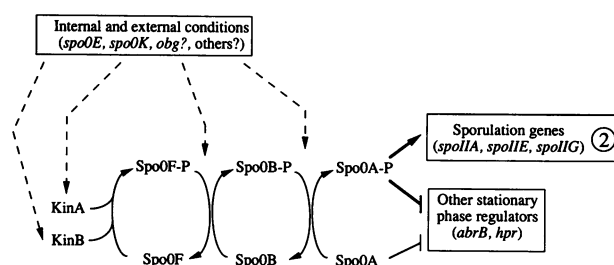 Internal and external conditions
(spo0E, spo0K, obg?, others?)
Sporulation genes
(spoIIA, spoIIE, spoIIG)
2
Spo0F-P
Spo0B-P
Spo0A-P
Other stationary
phase regulators
(abrB, hpr)
KinA
KinB
Spo0F
Spo0B
Spo0A